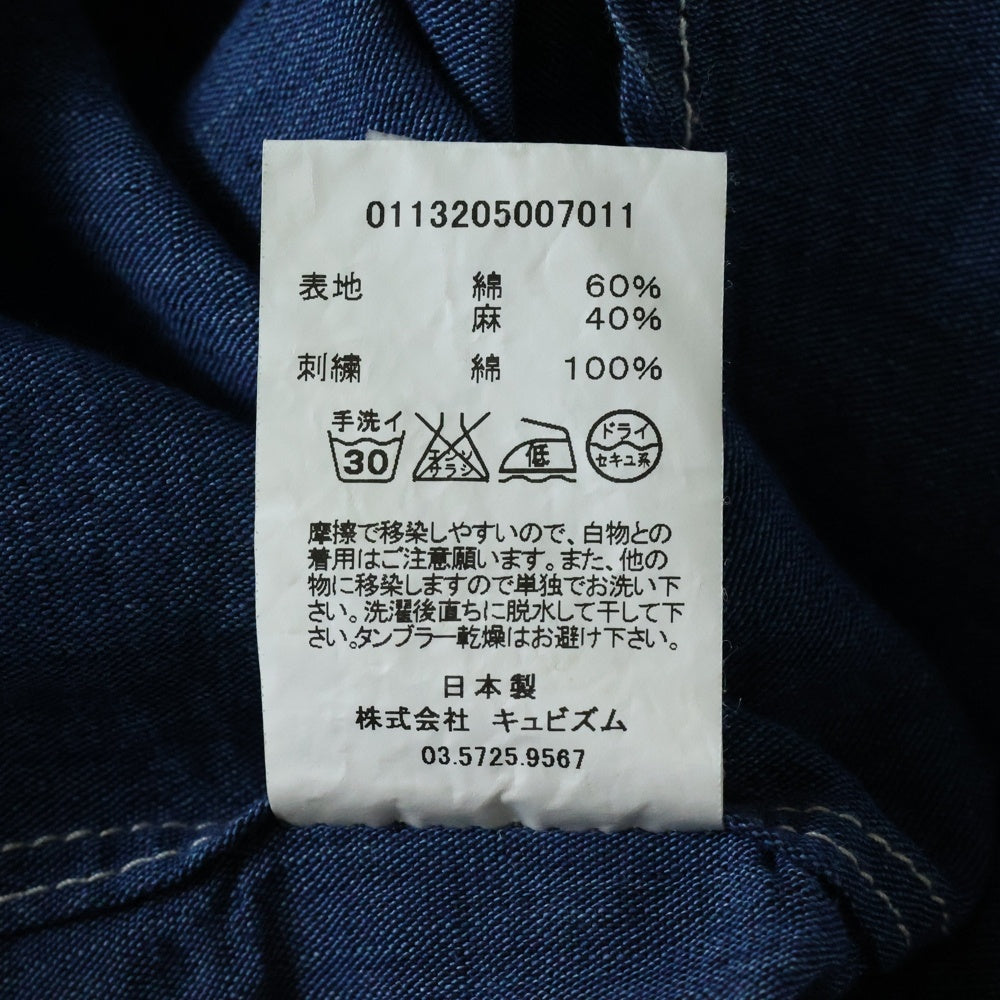 0113205007011
表地 綿 60%
麻 40%
刺繍 綿 100%
手洗イ
30
エンソ
サラシ
低
ドライ
セキユ系
摩擦で移染しやすいので、白物との
着用はご注意願います。また、他の
物に移染しますので単独でお洗い下
さい。洗濯後直ちに脱水して干して下
さい。タンブラー乾燥はお避け下さい。
日本製
株式会社 キュビズム
03.5725.9567